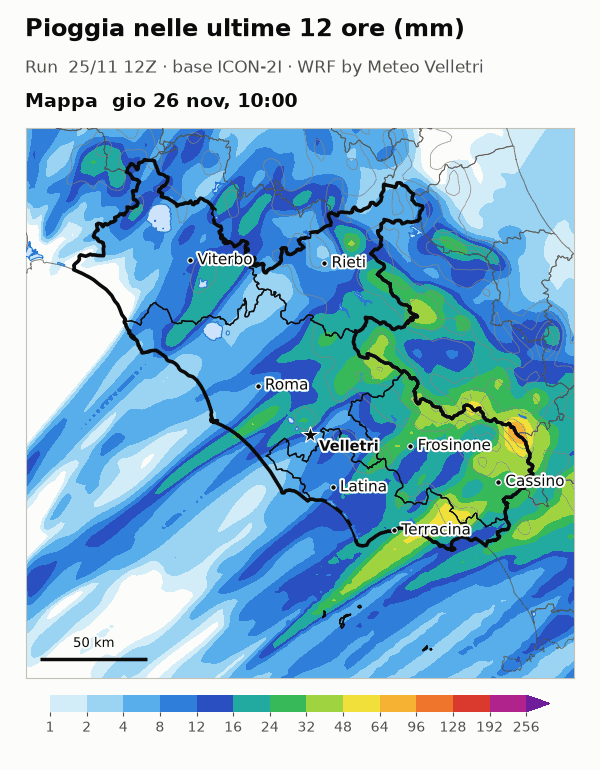 Pioggia nelle ultime 12 ore (mm)
Run  25/11 12Z · base ICON-2I · WRF by Meteo Velletri
Mappa  gio 26 nov, 10:00
Viterbo
Rieti
Roma
Velletri
Frosinone
Latina
Cassino
Terracina
50 km
1 2 4 8 12 16 24 32 48 64 96 128 192 256